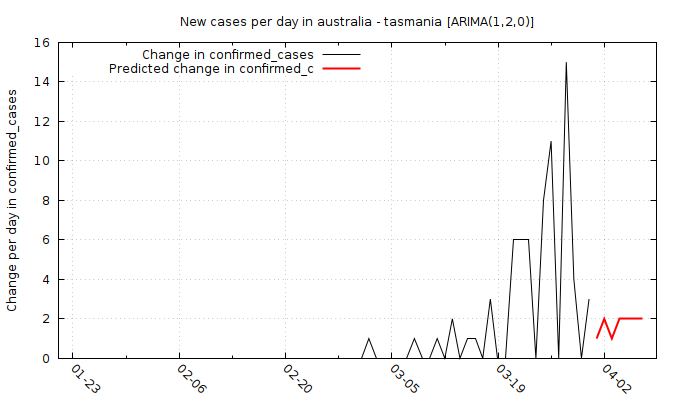 New cases per day in australia - tasmania [ARIMA(1,2,0)]
Change in confirmed_cases
Predicted change in confirmed_c
Change per day in confirmed_cases
16
14
12
10
8
6
4
2
0
01-23 02-06 02-20 03-05 03-19 04-02